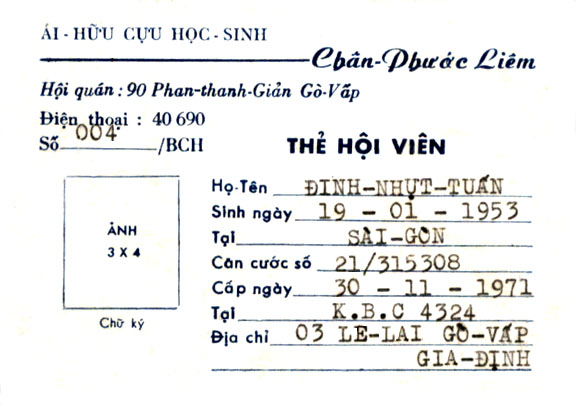 ÁI - HỮU CỰU HỌC - SINH
Chân-Phước Liêm
Hội quán : 90 Phan-thanh-Giản Gò-Vấp
Điện thoại : 40 690
Số 004 /BCH
THẺ HỘI VIÊN
ẢNH
3 X 4
Chữ ký
Họ-Tên ĐINH-NHỰT-TUẤN
Sinh ngày 19 - 01 - 1953
Tại SÀI-GÒN
Căn cước số 21/315308
Cấp ngày 30 - 11 - 1971
Tại K.B.C 4324
Địa chỉ 03 LE-LAI GÒ-VẤP
GIA-ĐỊNH